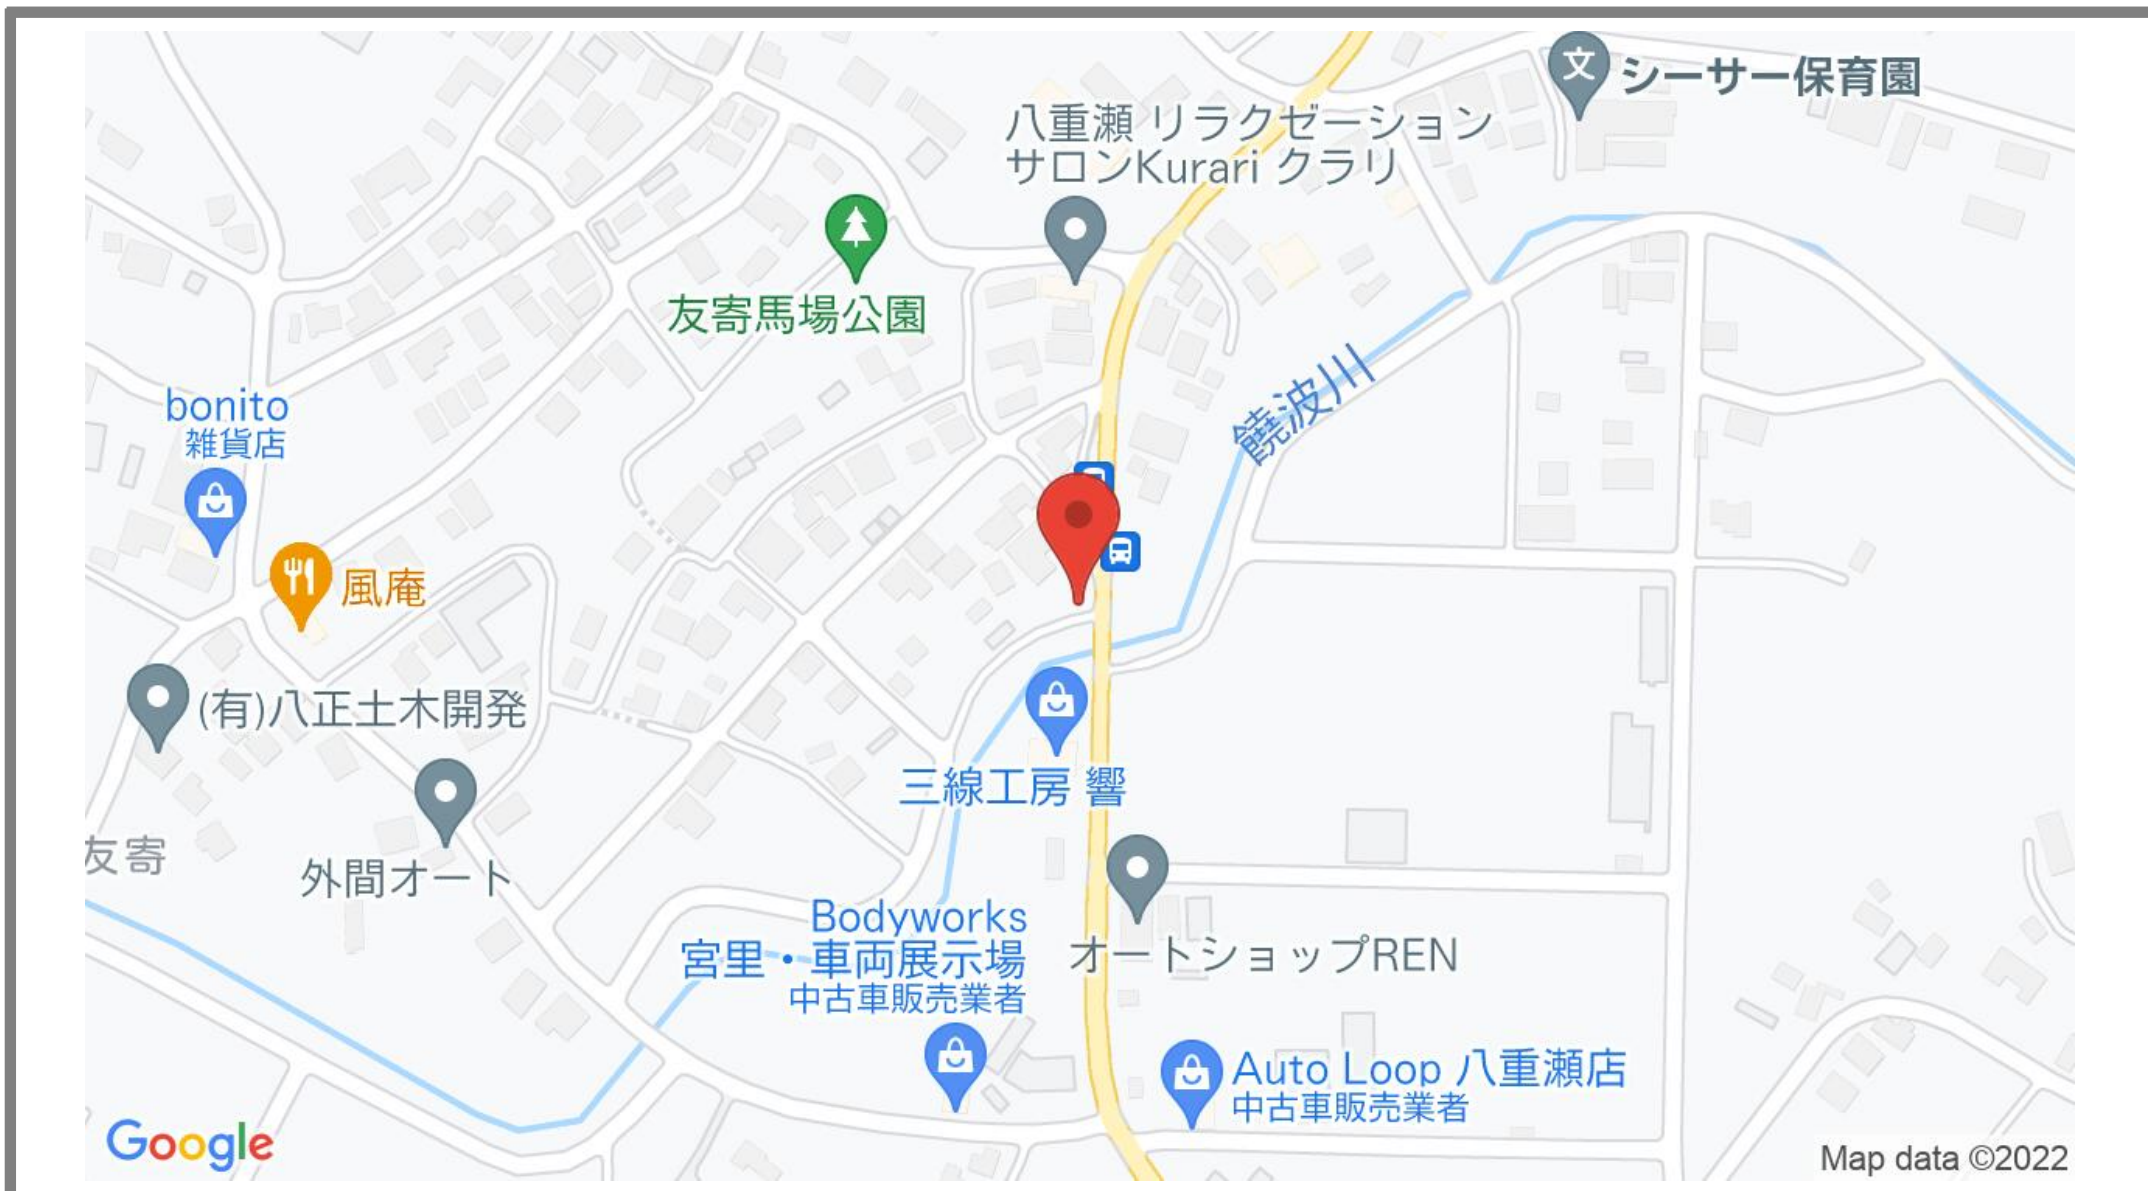 文 シーサー保育園
八重瀬 リラクゼーション
サロンKurari クラリ
友寄馬場公園
饒波川
bonito
雑貨店
風庵
(有)八正土木開発
三線工房 響
友寄
外間オート
Bodyworks
宮里・車両展示場
中古車販売業者
オートショップREN
Auto Loop 八重瀬店
中古車販売業者
Google
Map data ©2022